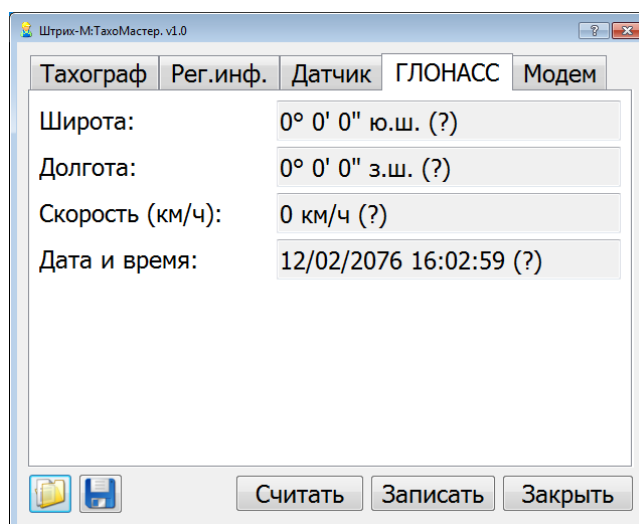 Штрих-М:ТахоМастер. v1.0
Тахограф Рег.инф. Датчик ГЛОНАСС Модем
Широта: 0° 0' 0" ю.ш. (?)
Долгота: 0° 0' 0" з.ш. (?)
Скорость (км/ч): 0 км/ч (?)
Дата и время: 12/02/2076 16:02:59 (?)
Считать Записать Закрыть